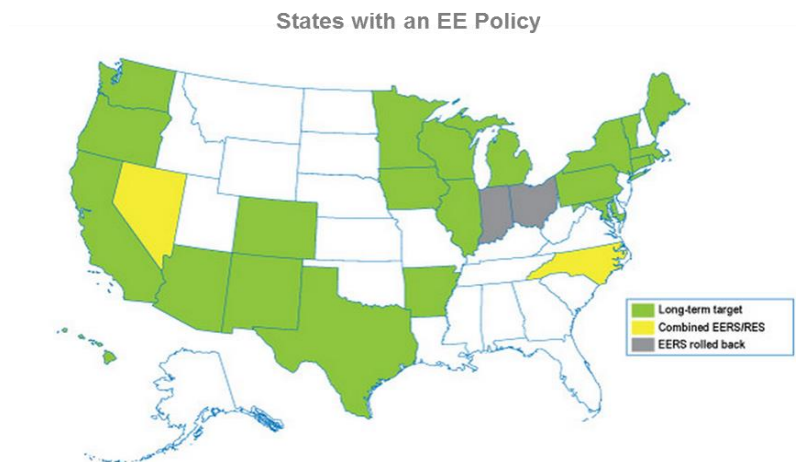 States with an EE Policy
Long-term target
Combined EERS/RES
EERS rolled back